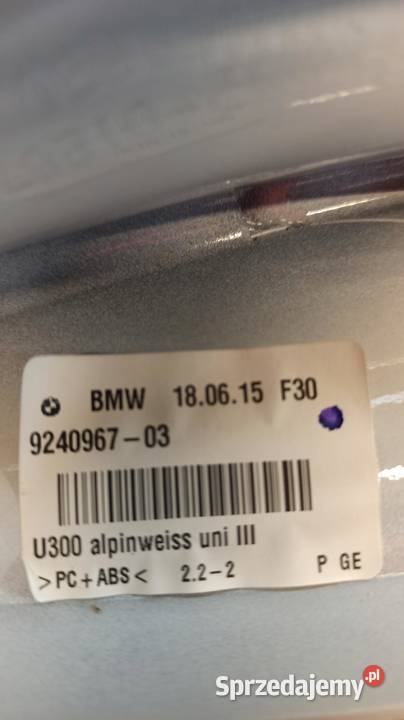 BMW 18.06.15 F30
9240967-03
U300 alpinweiss uni III
>PC+ABS< 2.2-2 P GE
Sprzedajemy.pl